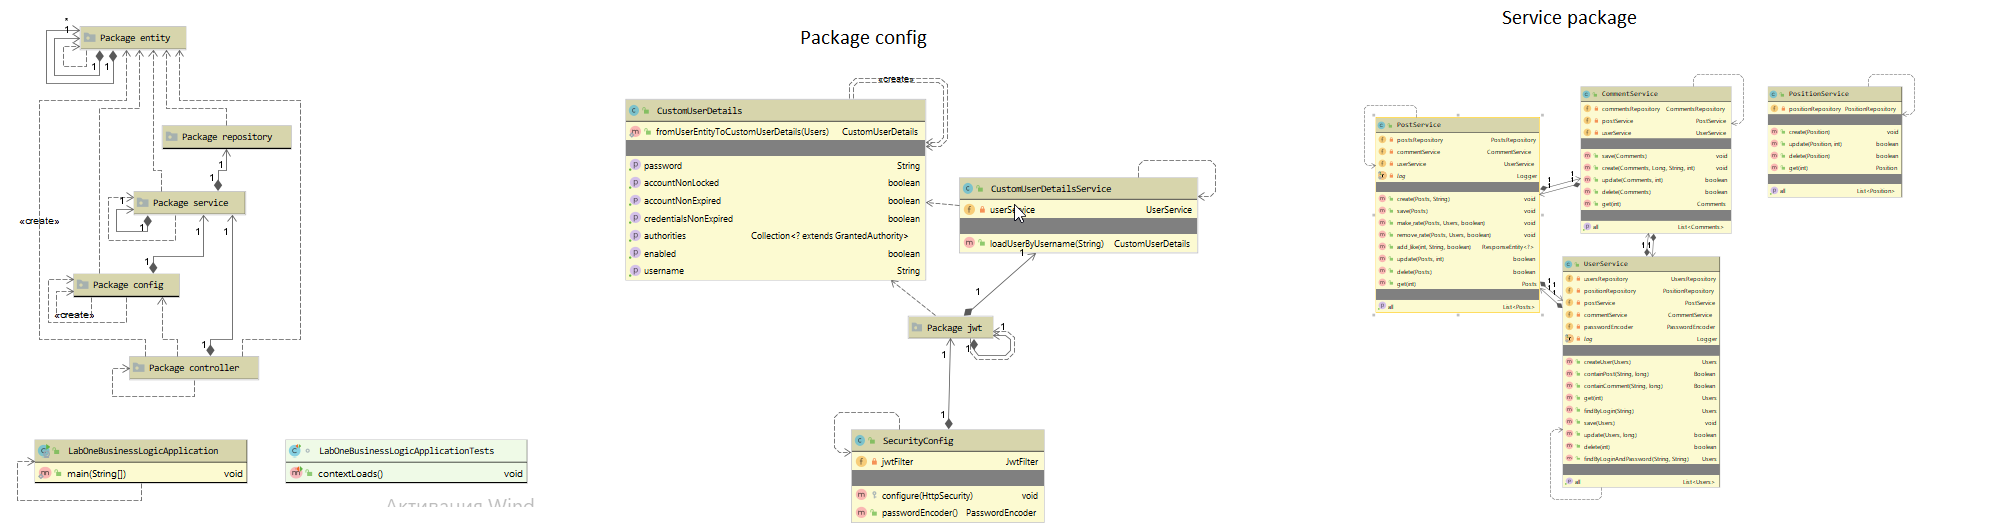 *
1
Package entity
1
1
Package repository
1
1
Package service
1
1
1
«create»
1
Package config
«create»
1
Package controller
LabOneBusinessLogicApplication
main(String[]) void
LabOneBusinessLogicApplicationTests
contextLoads() void
Активация Wind
Package config
«create»
CustomUserDetails
fromUserEntityToCustomUserDetails(Users) CustomUserDetails
password String
accountNonLocked boolean
accountNonExpired boolean
credentialsNonExpired boolean
authorities Collection<? extends GrantedAuthority>
enabled boolean
username String
CustomUserDetailsService
userService UserService
loadUserByUsername(String) CustomUserDetails
1
1
Package jwt
1
1
1
1
SecurityConfig
jwtFilter JwtFilter
configure(HttpSecurity) void
passwordEncoder() PasswordEncoder
Service package
PostService
postsRepository PostsRepository
commentService CommentService
userService UserService
log Logger
create(Posts, String) void
save(Posts) void
make_rate(Posts, Users, boolean) void
remove_rate(Posts, Users, boolean) void
add_like(int, String, boolean) ResponseEntity<?>
update(Posts, int) boolean
delete(Posts) boolean
get(int) Posts
all List<Posts>
CommentService
commentsRepository CommentsRepository
postService PostService
userService UserService
save(Comments) void
create(Comments, Long, String, int) void
update(Comments, int) boolean
delete(Comments) boolean
get(int) Comments
all List<Comments>
PositionService
positionRepository PositionRepository
create(Position) void
update(Position, int) boolean
delete(Position) boolean
get(int) Position
all List<Position>
1
1
1
1
1
1
UserService
usersRepository UsersRepository
positionRepository PositionRepository
postService PostService
commentService CommentService
passwordEncoder PasswordEncoder
log Logger
createUser(Users) Users
containPost(String, long) Boolean
containComment(String, long) Boolean
get(int) Users
findByLogin(String) Users
save(Users) void
update(Users, long) boolean
delete(int) boolean
findByLoginAndPassword(String, String) Users
all List<Users>